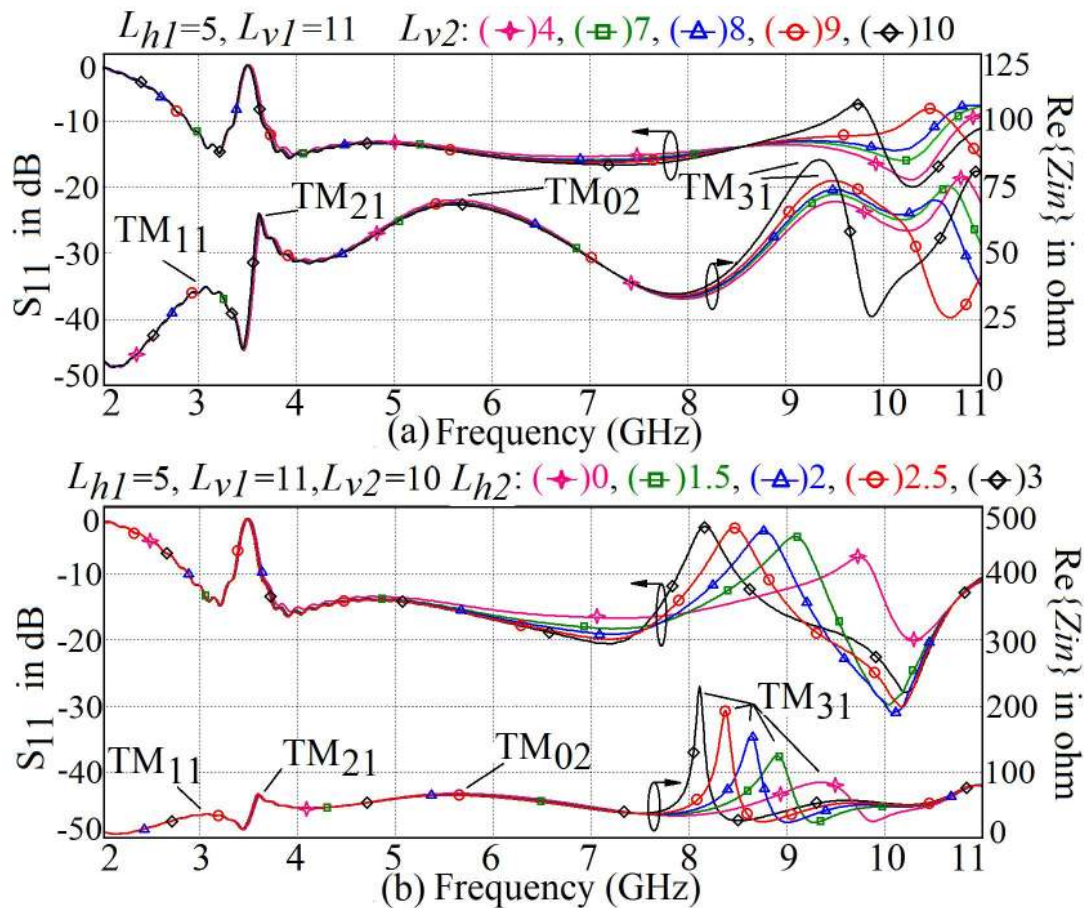 Lh1=5, Lv1=11 Lv2: (-)4, (-)7, (-)8, (-)9, (-)10
0
-10
-20
-30
-40
-50
S11 in dB
TM11
TM21
TM02
TM31
125
100
75
50
25
0
Re{Zin} in ohm
2 3 4 5 6 7 8 9 10 11
(a) Frequency (GHz)
Lh1=5, Lv1=11,Lv2=10 Lh2: (-)0, (-)1.5, (-)2, (-)2.5, (-)3
0
-10
-20
-30
-40
-50
S11 in dB
TM11
TM21
TM02
TM31
500
400
300
200
100
0
Re{Zin} in ohm
2 3 4 5 6 7 8 9 10 11
(b) Frequency (GHz)